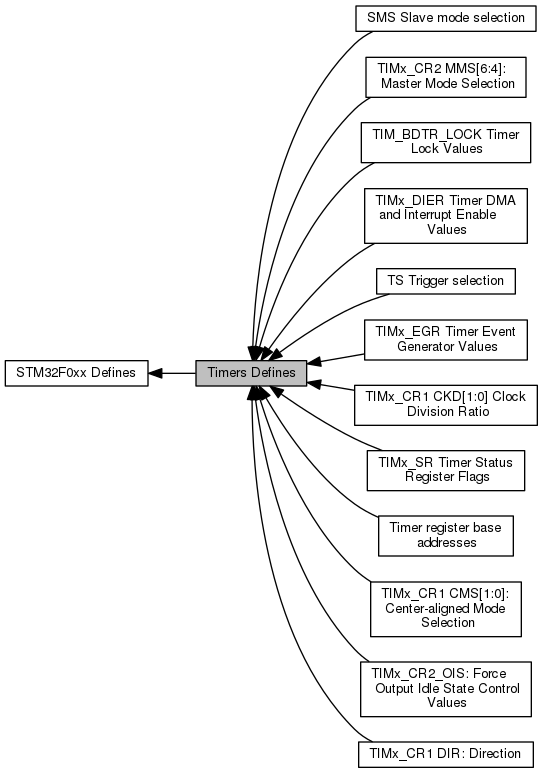 SMS Slave mode selection
TIMx_CR2 MMS[6:4]:
Master Mode Selection
TIM_BDTR_LOCK Timer
Lock Values
TIMx_DIER Timer DMA
and Interrupt Enable
Values
TS Trigger selection
TIMx_EGR Timer Event
Generator Values
STM32F0xx Defines
Timers Defines
TIMx_CR1 CKD[1:0] Clock
Division Ratio
TIMx_SR Timer Status
Register Flags
Timer register base
addresses
TIMx_CR1 CMS[1:0]:
Center-aligned Mode
Selection
TIMx_CR2_OIS: Force
Output Idle State Control
Values
TIMx_CR1 DIR: Direction